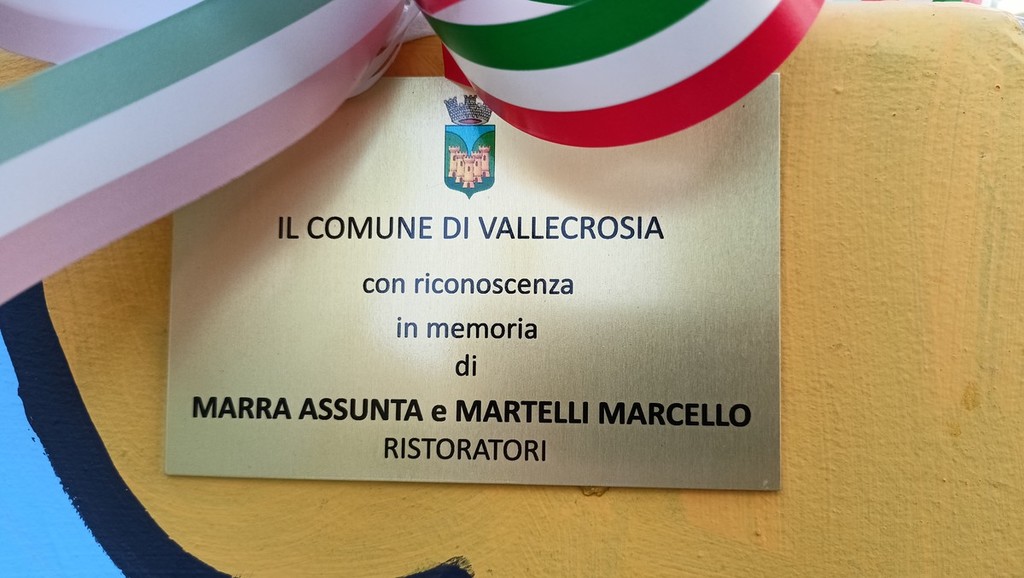 IL COMUNE DI VALLECROSIA
con riconoscenza
in memoria
di
MARRA ASSUNTA e MARTELLI MARCELLO
RISTORATORI